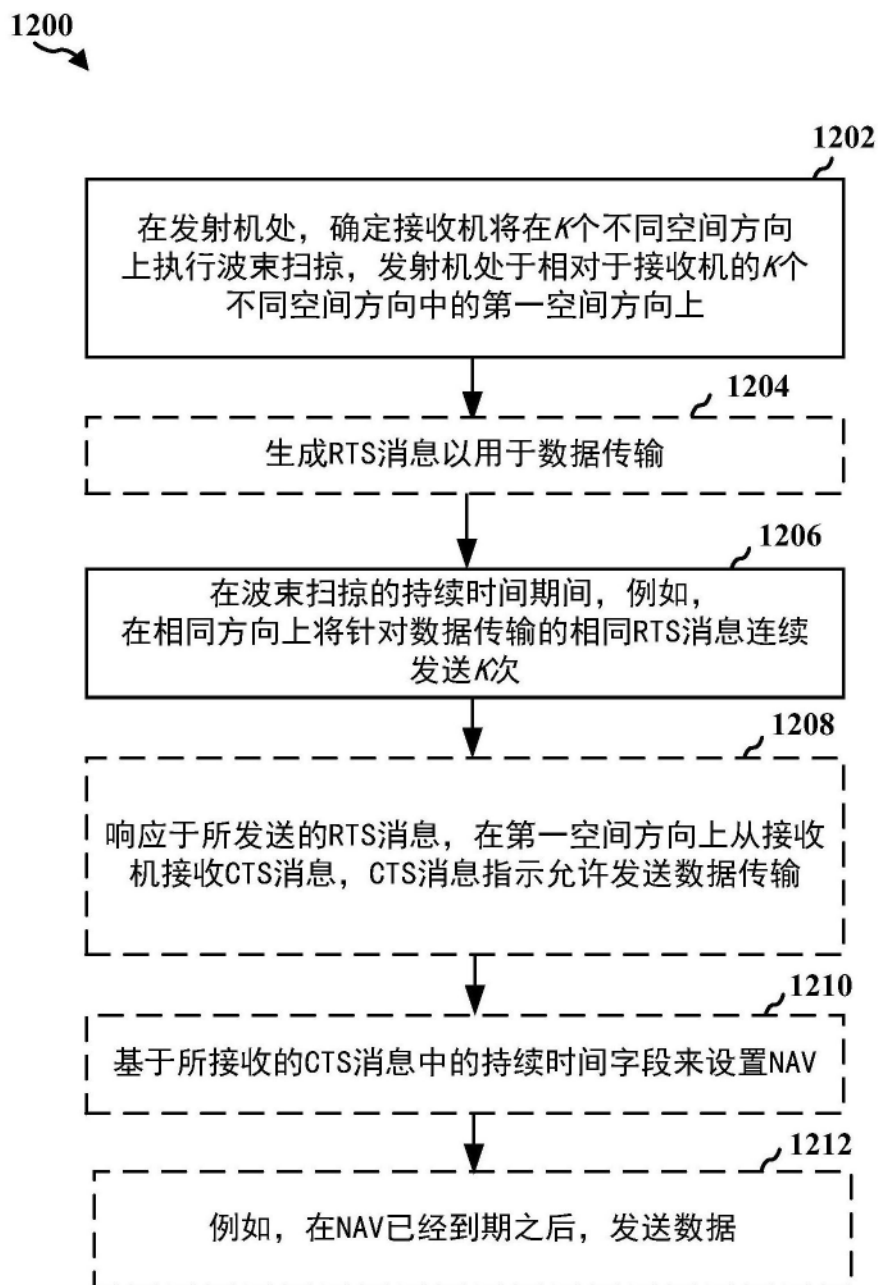 1200
1202
在发射机处，确定接收机将在K个不同空间方向
上执行波束扫掠，发射机处于相对于接收机的K个
不同空间方向中的第一空间方向上
1204
生成RTS消息以用于数据传输
1206
在波束扫掠的持续时间期间，例如，
在相同方向上将针对数据传输的相同RTS消息连续
发送K次
1208
响应于所发送的RTS消息，在第一空间方向上从接收
机接收CTS消息，CTS消息指示允许发送数据传输
1210
基于所接收的CTS消息中的持续时间字段来设置NAV
1212
例如，在NAV已经到期之后，发送数据